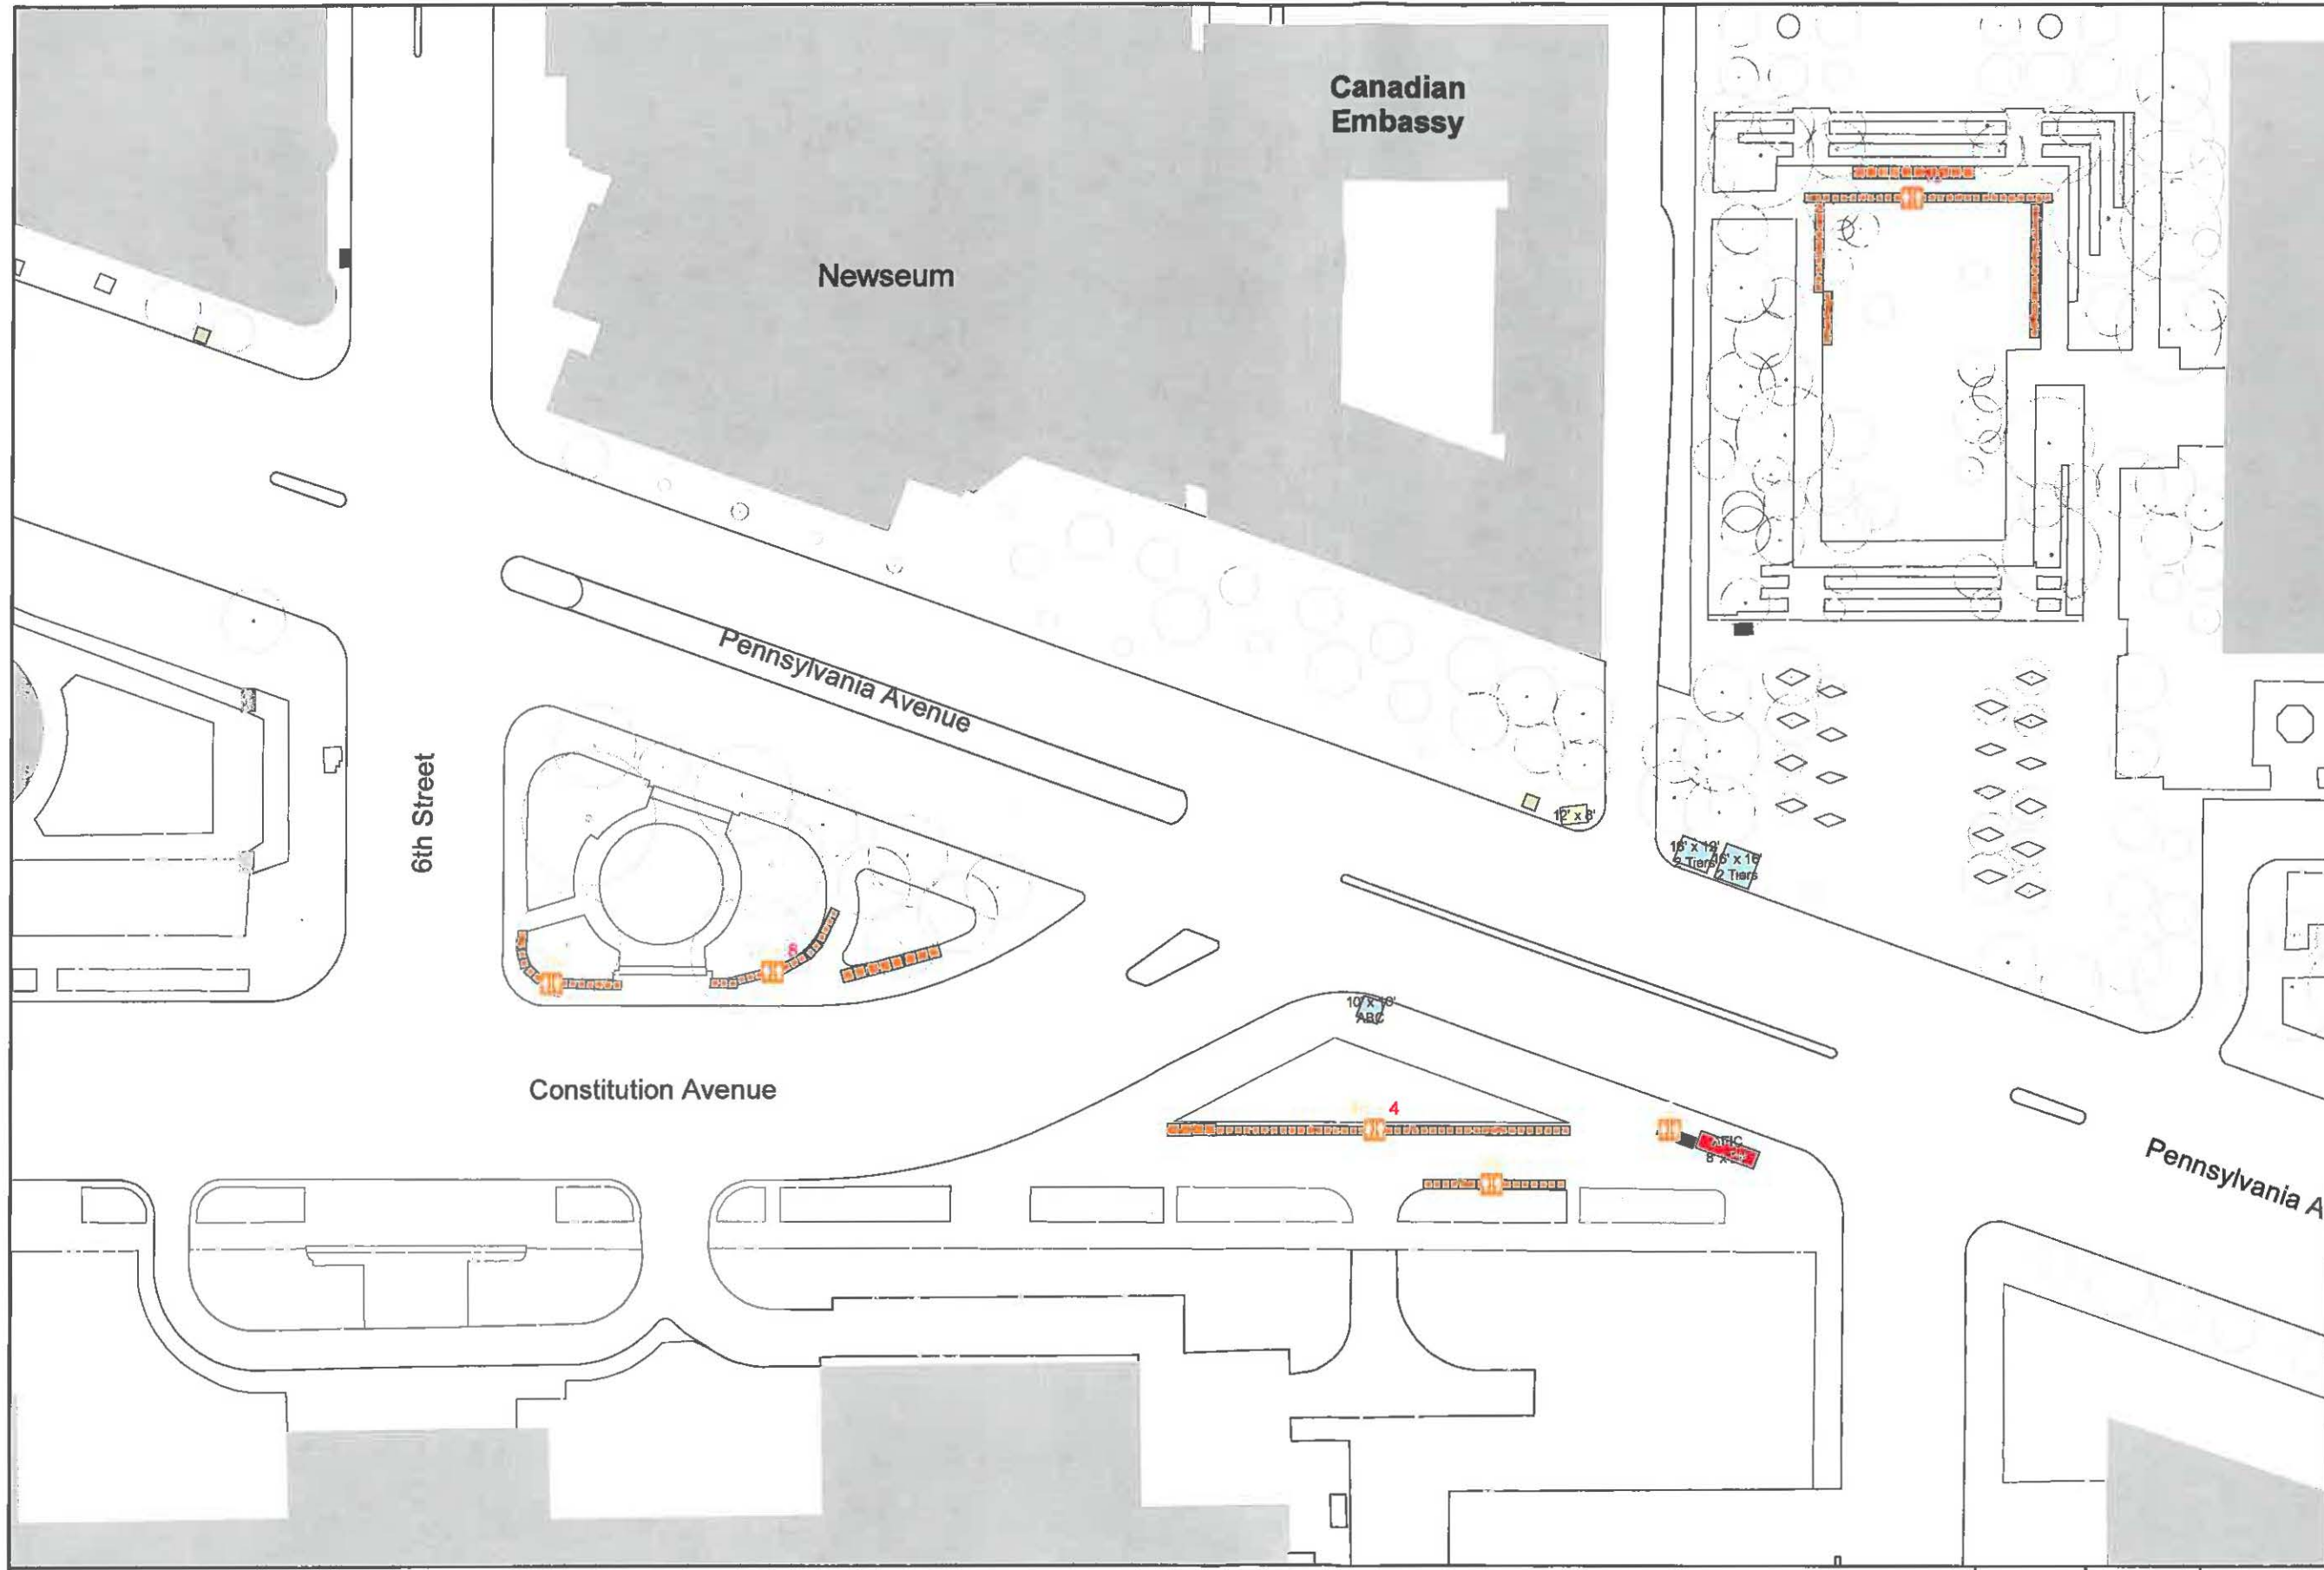 Canadian
Embassy
Newseum
Pennsylvania Avenue
6th Street
12' x 8'
16' x 12'
2 Tiers
16' x 16'
2 Tiers
8
10' x 10'
ABC
Constitution Avenue
4
Pennsylvania A